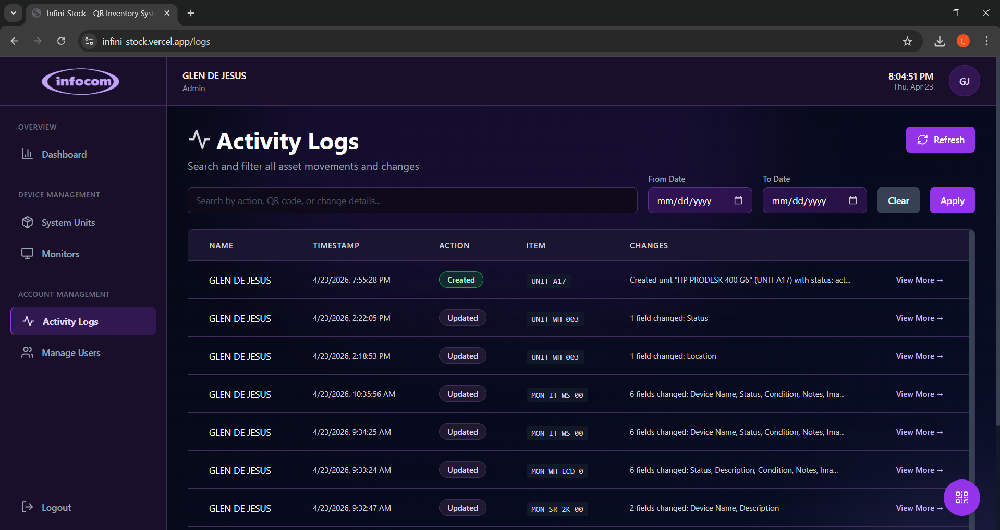 Infini-Stock - QR Inventory Syst
infini-stock.vercel.app/logs
L
infocom
GLEN DE JESUS
Admin
8:04:51 PM
Thu, Apr 23
GJ
OVERVIEW
Dashboard
DEVICE MANAGEMENT
System Units
Monitors
ACCOUNT MANAGEMENT
Activity Logs
Manage Users
Logout
Activity Logs
Refresh
Search and filter all asset movements and changes
From Date
To Date
Search by action, QR code, or change details...
mm/dd/yyyy
mm/dd/yyyy
Clear
Apply
NAME TIMESTAMP ACTION ITEM CHANGES
GLEN DE JESUS 4/23/2026, 7:55:28 PM Created UNIT A17 Created unit "HP PRODESK 400 G6" (UNIT A17) with status: act... View More →
GLEN DE JESUS 4/23/2026, 2:22:05 PM Updated UNIT-WH-003 1 field changed: Status View More →
GLEN DE JESUS 4/23/2026, 2:18:53 PM Updated UNIT-WH-003 1 field changed: Location View More →
GLEN DE JESUS 4/23/2026, 10:35:56 AM Updated MON-IT-WS-00 6 fields changed: Device Name, Status, Condition, Notes, Ima... View More →
GLEN DE JESUS 4/23/2026, 9:34:25 AM Updated MON-IT-WS-00 6 fields changed: Device Name, Status, Condition, Notes, Ima... View More →
GLEN DE JESUS 4/23/2026, 9:33:24 AM Updated MON-WH-LCD-0 6 fields changed: Status, Description, Condition, Notes, Ima... View More →
GLEN DE JESUS 4/23/2026, 9:32:47 AM Updated MON-SR-2K-00 2 fields changed: Device Name, Description View More →